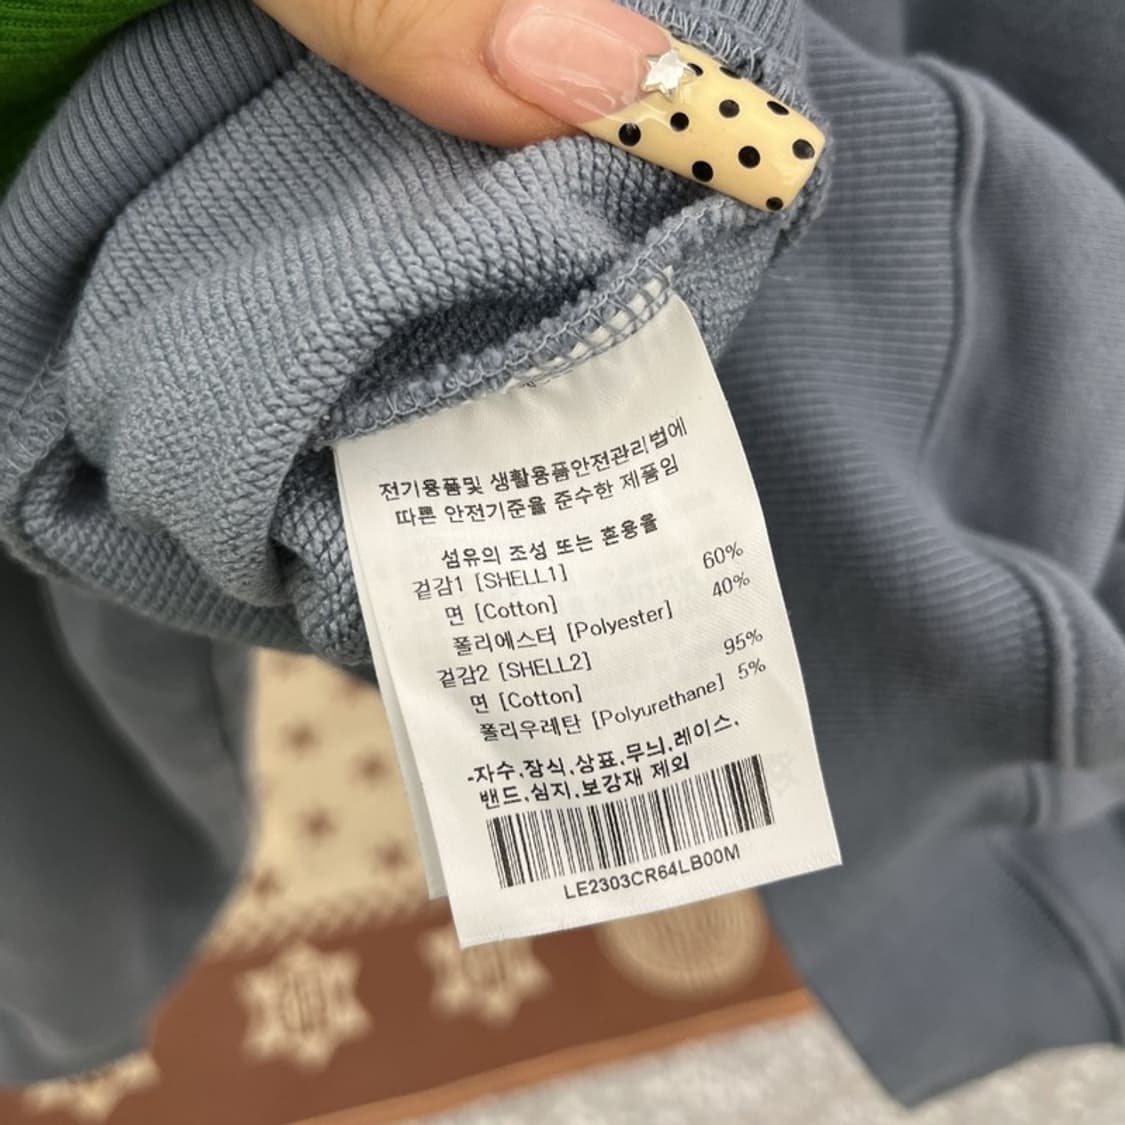 전기용품및 생활용품안전관리법에
따른 안전기준을 준수한 제품임
섬유의 조성 또는 혼용율
겉감1 [SHELL1]
면 [Cotton] 60%
폴리에스터 [Polyester] 40%
겉감2 [SHELL2]
면 [Cotton] 95%
폴리우레탄 [Polyurethane] 5%
-자수.장식.상표.무늬.레이스.
밴드.심지.보강재 제외
LE2303CR64LB00M